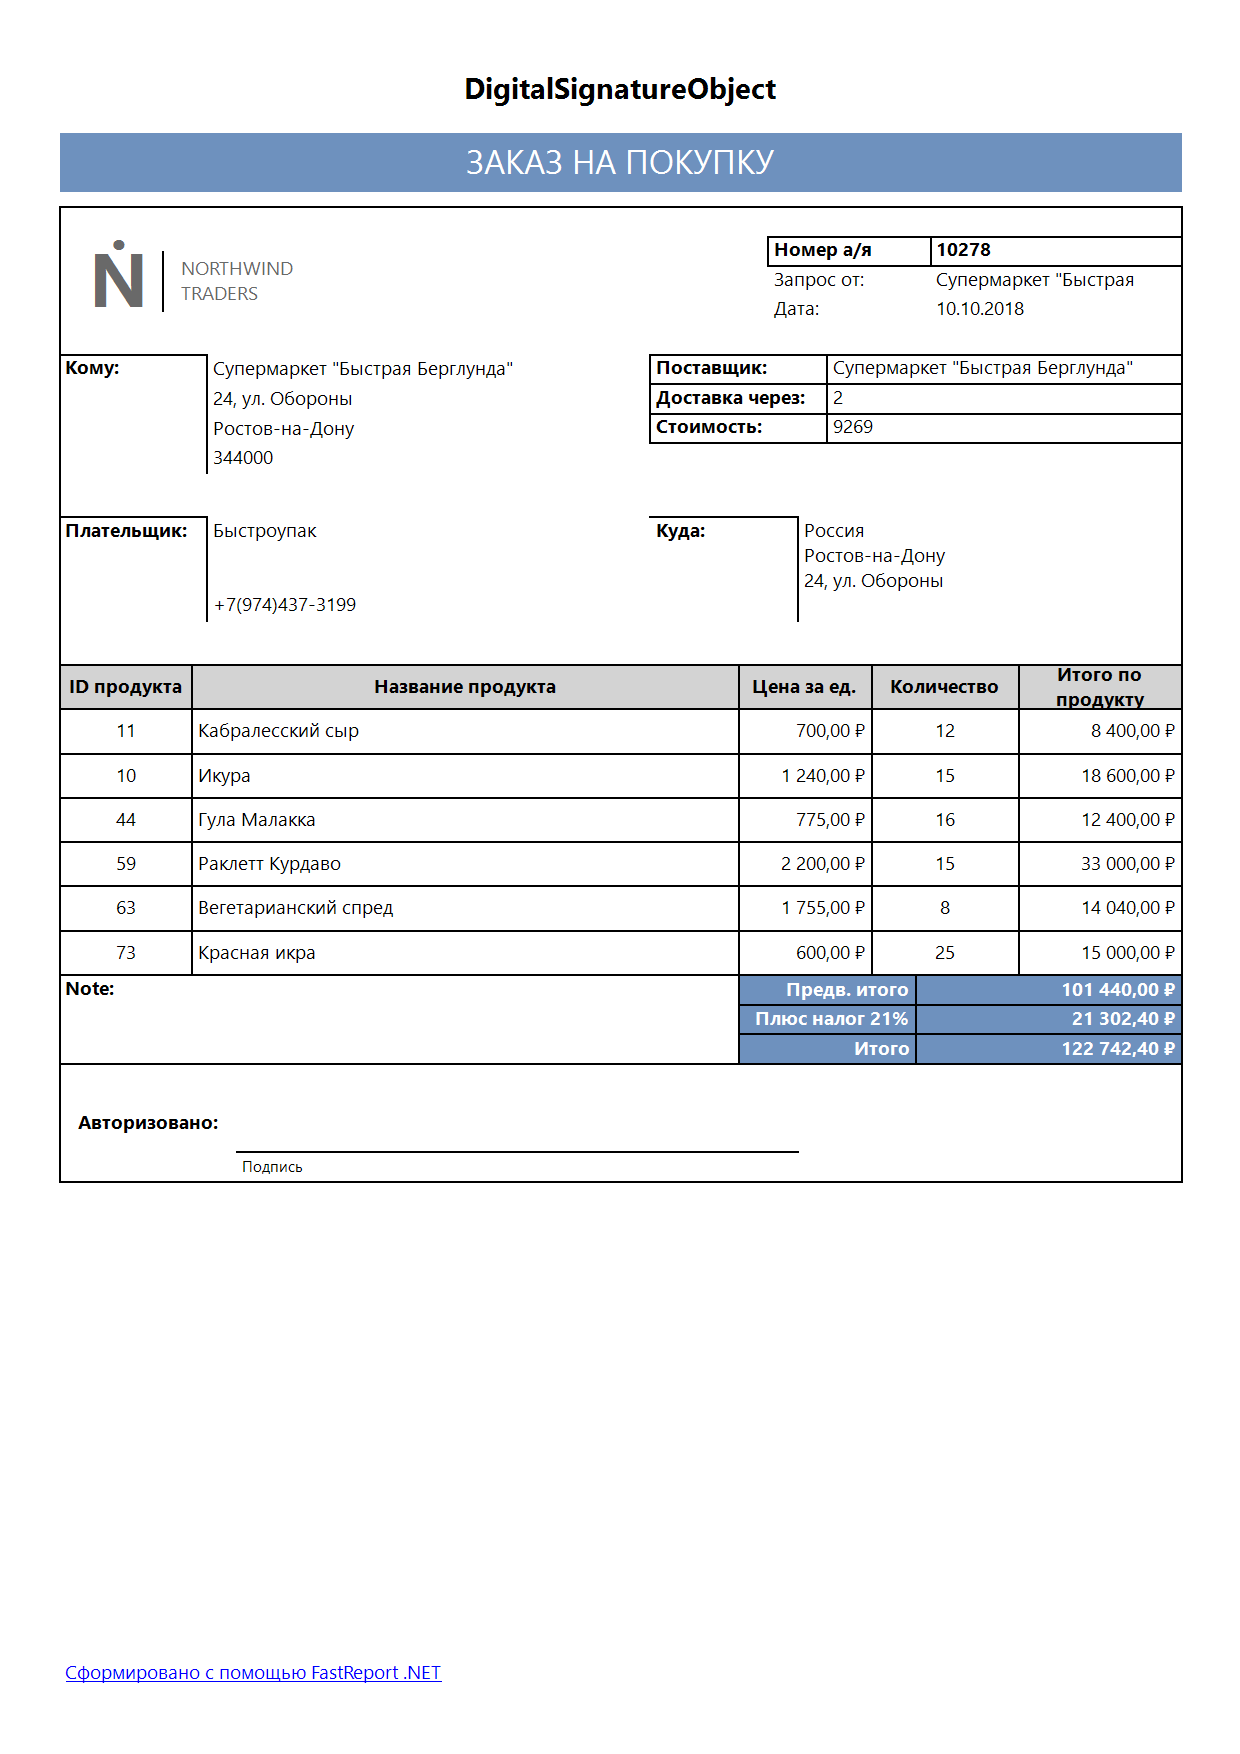 DigitalSignatureObject
ЗАКАЗ НА ПОКУПКУ
NORTHWIND
TRADERS
Номер а/я 10278
Запрос от: Супермаркет "Быстрая
Дата: 10.10.2018
Кому: Супермаркет "Быстрая Берглунда"
24, ул. Обороны
Ростов-на-Дону
344000
Поставщик: Супермаркет "Быстрая Берглунда"
Доставка через: 2
Стоимость: 9269
Плательщик: Быстроупак
+7(974)437-3199
Куда: Россия
Ростов-на-Дону
24, ул. Обороны
ID продукта Название продукта Цена за ед. Количество Итого по продукту
11 Кабралесский сыр 700,00 ₽ 12 8 400,00 ₽
10 Икура 1 240,00 ₽ 15 18 600,00 ₽
44 Гула Малакка 775,00 ₽ 16 12 400,00 ₽
59 Раклетт Курдаво 2 200,00 ₽ 15 33 000,00 ₽
63 Вегетарианский спред 1 755,00 ₽ 8 14 040,00 ₽
73 Красная икра 600,00 ₽ 25 15 000,00 ₽
Note: Предв. итого 101 440,00 ₽
Плюс налог 21% 21 302,40 ₽
Итого 122 742,40 ₽
Авторизовано:
Подпись
Сформировано с помощью FastReport .NET